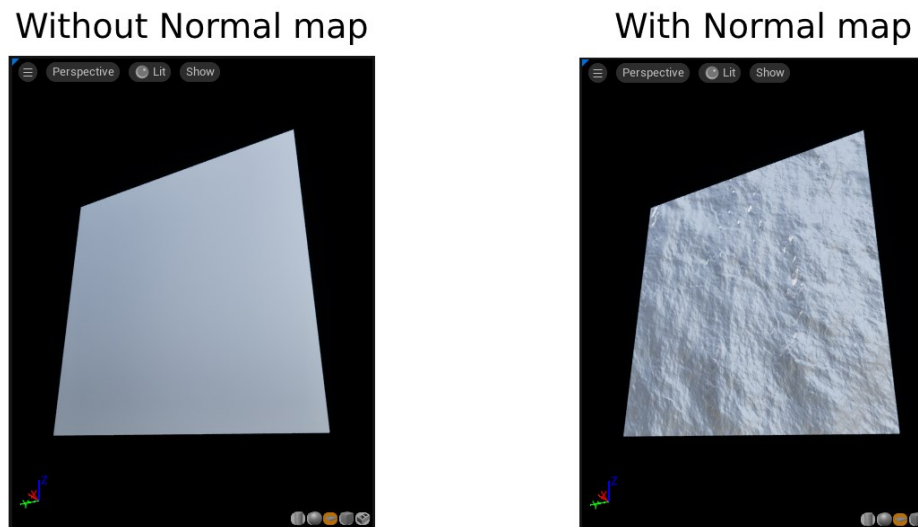 Without Normal map
With Normal map
Perspective
Lit
Show
Perspective
Lit
Show
Z
X
Y
Z
X
Y